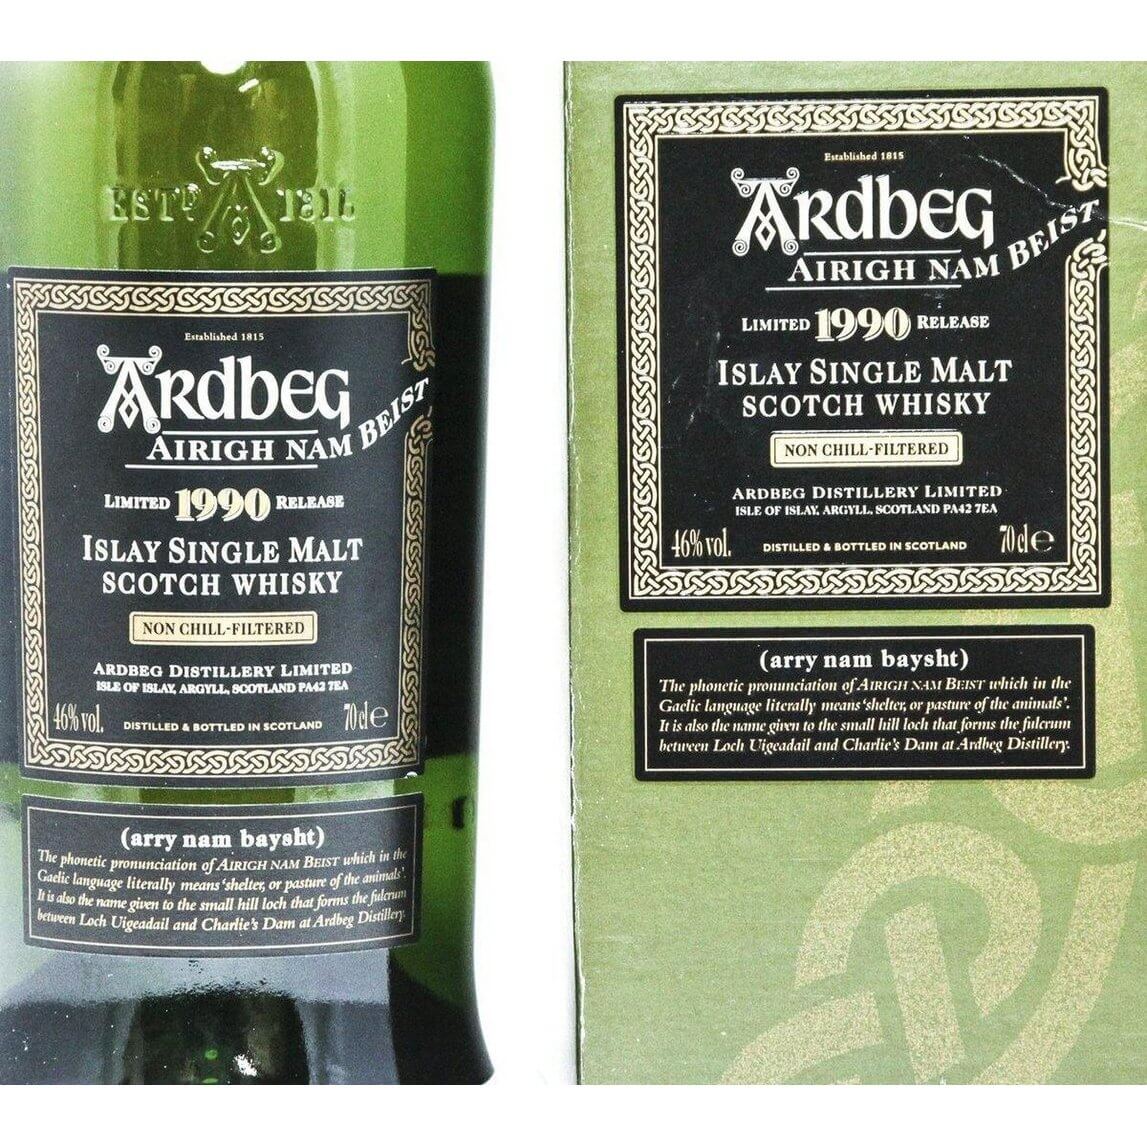 ESTD 1815
Established 1815
ARDBEG
AIRIGH NAM BEIST
LIMITED 1990 RELEASE
ISLAY SINGLE MALT
SCOTCH WHISKY
NON CHILL-FILTERED
ARDBEG DISTILLERY LIMITED
ISLE OF ISLAY, ARGYLL, SCOTLAND PA42 7EA
46% vol. DISTILLED & BOTTLED IN SCOTLAND 70 cl e
(arry nam baysht)
The phonetic pronunciation of AIRIGH NAM BEIST which in the
Gaelic language literally means 'shelter, or pasture of the animals'.
It is also the name given to the small hill loch that forms the fulcrum
between Loch Uigeadail and Charlie's Dam at Ardbeg Distillery.
Established 1815
ARDBEG
AIRIGH NAM BEIST
LIMITED 1990 RELEASE
ISLAY SINGLE MALT
SCOTCH WHISKY
NON CHILL-FILTERED
ARDBEG DISTILLERY LIMITED
ISLE OF ISLAY, ARGYLL, SCOTLAND PA42 7EA
46% vol. DISTILLED & BOTTLED IN SCOTLAND 70 cl e
(arry nam baysht)
The phonetic pronunciation of AIRIGH NAM BEIST which in the
Gaelic language literally means 'shelter, or pasture of the animals'.
It is also the name given to the small hill loch that forms the fulcrum
between Loch Uigeadail and Charlie's Dam at Ardbeg Distillery.